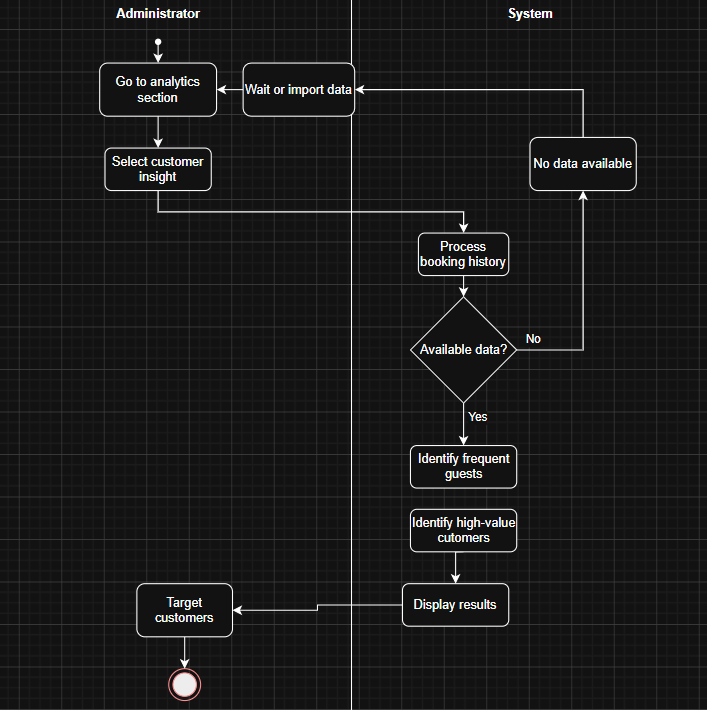 Administrator
System
Go to analytics
section
Wait or import data
Select customer
insight
No data available
Process
booking history
Available data?
No
Yes
Identify frequent
guests
Identify high-value
cutomers
Target
customers
Display results